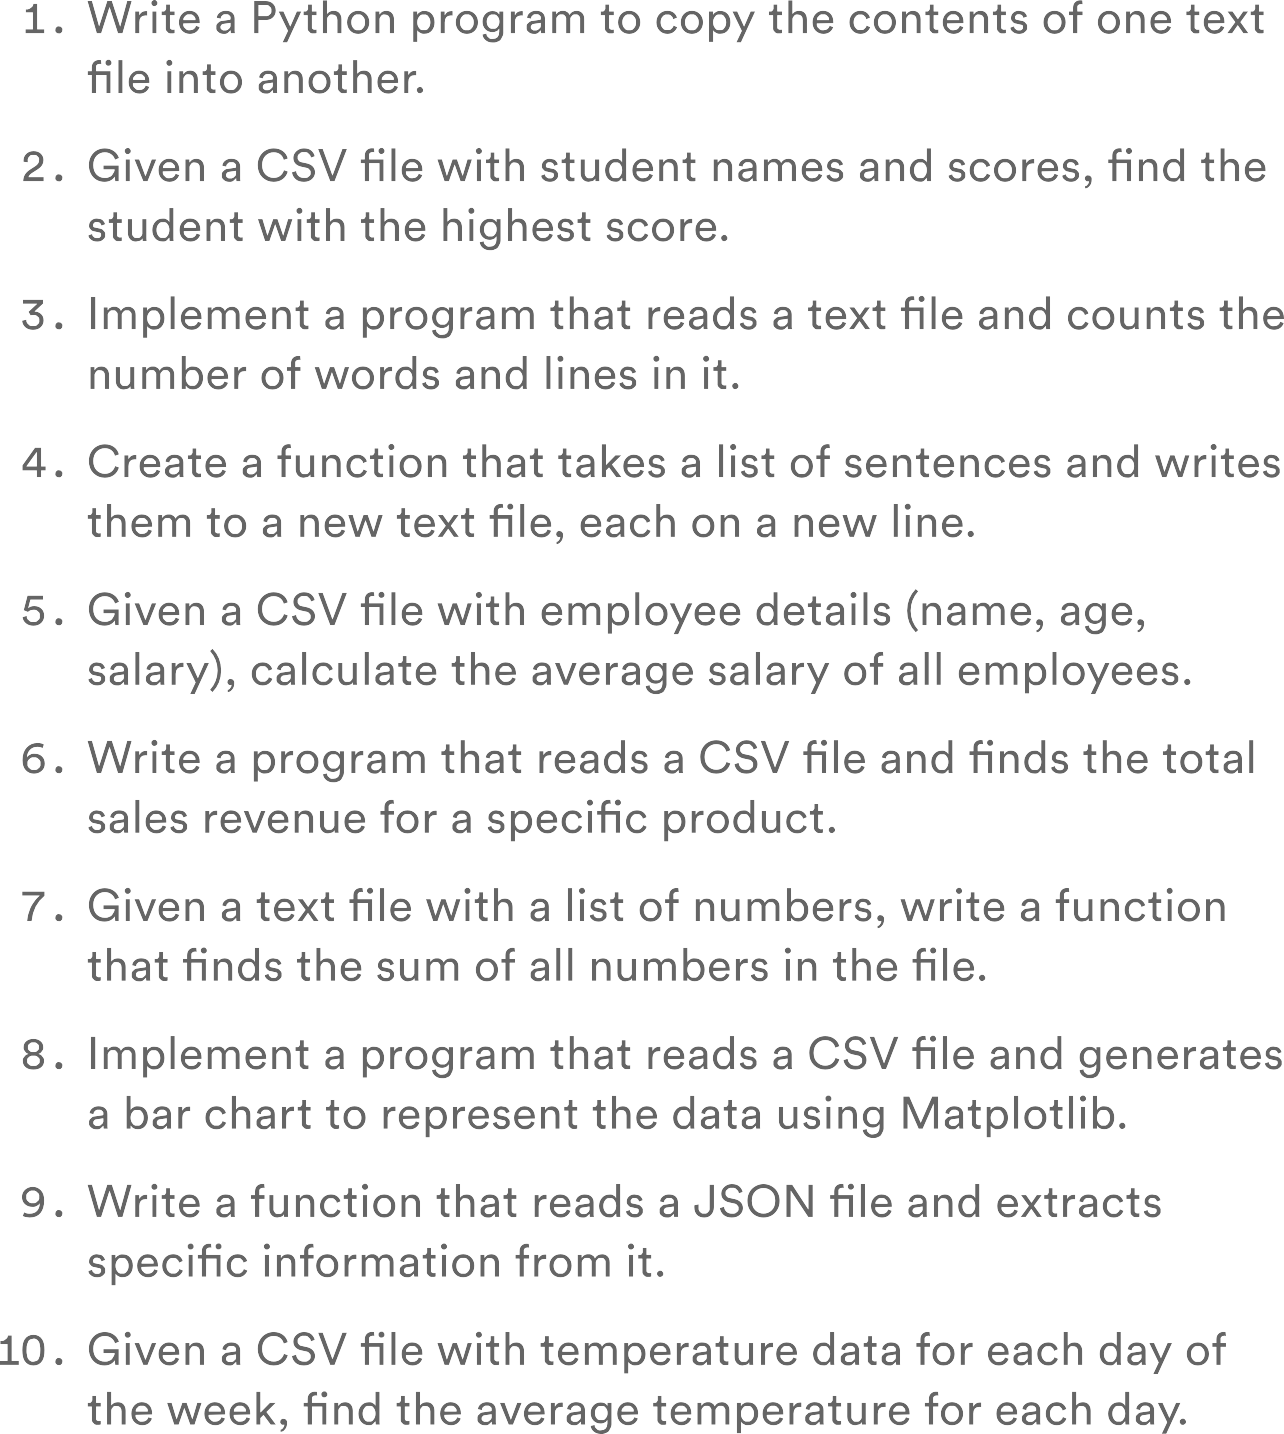 1. Write a Python program to copy the contents of one text
file into another.
2. Given a CSV file with student names and scores, find the
student with the highest score.
3. Implement a program that reads a text file and counts the
number of words and lines in it.
4. Create a function that takes a list of sentences and writes
them to a new text file, each on a new line.
5. Given a CSV file with employee details (name, age,
salary), calculate the average salary of all employees.
6. Write a program that reads a CSV file and finds the total
sales revenue for a specific product.
7. Given a text file with a list of numbers, write a function
that finds the sum of all numbers in the file.
8. Implement a program that reads a CSV file and generates
a bar chart to represent the data using Matplotlib.
9. Write a function that reads a JSON file and extracts
specific information from it.
10. Given a CSV file with temperature data for each day of
the week, find the average temperature for each day.